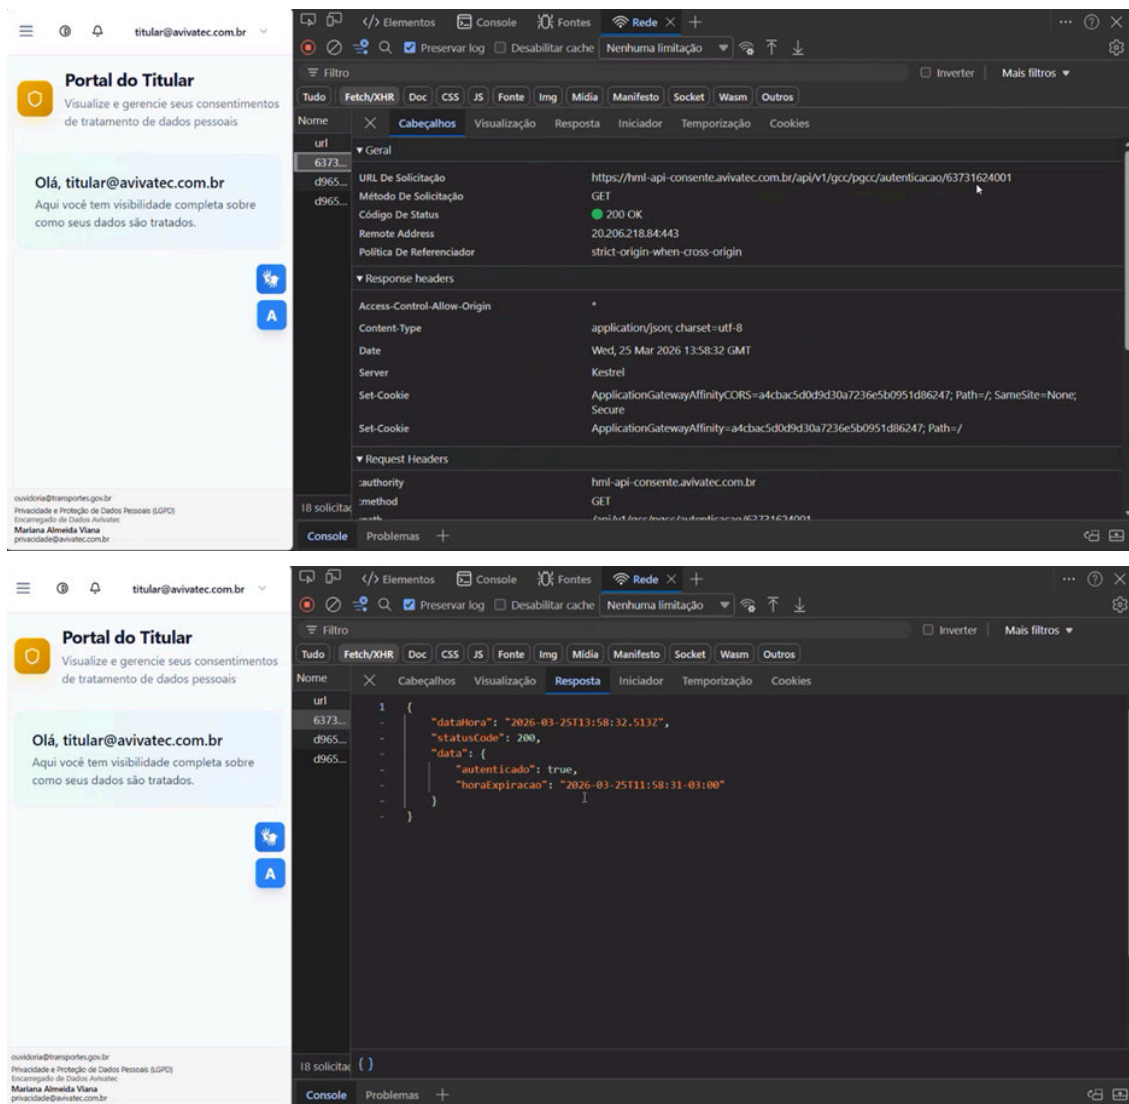 titular@avivatec.com.br
Portal do Titular
Visualize e gerencie seus consentimentos
de tratamento de dados pessoais
Olá, titular@avivatec.com.br
Aqui você tem visibilidade completa sobre
como seus dados são tratados.
A
ouvidoria@transportes.gov.br
Privacidade e Proteção de Dados Pessoais (LGPD)
Encarregado de Dados Avivatec
Mariana Almeida Viana
privacidade@avivatec.com.br
</> Elementos Console Fontes Rede
Preservar log Desabilitar cache Nenhuma limitação
Filtro Inverter Mais filtros
Tudo Fetch/XHR Doc CSS JS Fonte Img Mídia Manifesto Socket Wasm Outros
Nome Cabeçalhos Visualização Resposta Iniciador Temporização Cookies
url
6373...
d965...
d965...
18 solicitaç
Geral
URL De Solicitação https://hml-api-consente.avivatec.com.br/api/v1/gcc/pgcc/autenticacao/63731624001
Método De Solicitação GET
Código De Status 200 OK
Remote Address 20.206.218.84:443
Política De Referenciador strict-origin-when-cross-origin
Response headers
Access-Control-Allow-Origin *
Content-Type application/json; charset=utf-8
Date Wed, 25 Mar 2026 13:58:32 GMT
Server Kestrel
Set-Cookie ApplicationGatewayAffinityCORS=a4cbac5d0d9d30a7236e5b0951d86247; Path=/; SameSite=None;
Secure
Set-Cookie ApplicationGatewayAffinity=a4cbac5d0d9d30a7236e5b0951d86247; Path=/
Request Headers
:authority hml-api-consente.avivatec.com.br
:method GET
:path /api/v1/gcc/pgcc/autenticacao/63731624001
Console Problemas
titular@avivatec.com.br
Portal do Titular
Visualize e gerencie seus consentimentos
de tratamento de dados pessoais
Olá, titular@avivatec.com.br
Aqui você tem visibilidade completa sobre
como seus dados são tratados.
A
ouvidoria@transportes.gov.br
Privacidade e Proteção de Dados Pessoais (LGPD)
Encarregado de Dados Avivatec
Mariana Almeida Viana
privacidade@avivatec.com.br
</> Elementos Console Fontes Rede
Preservar log Desabilitar cache Nenhuma limitação
Filtro Inverter Mais filtros
Tudo Fetch/XHR Doc CSS JS Fonte Img Mídia Manifesto Socket Wasm Outros
Nome Cabeçalhos Visualização Resposta Iniciador Temporização Cookies
url
6373...
d965...
d965...
18 solicitaç
1 {
- "dataHora": "2026-03-25T13:58:32.513Z",
- "statusCode": 200,
- "data": {
- "autenticado": true,
- "horaExpiracao": "2026-03-25T11:58:31-03:00"
- }
- }
{ }
Console Problemas